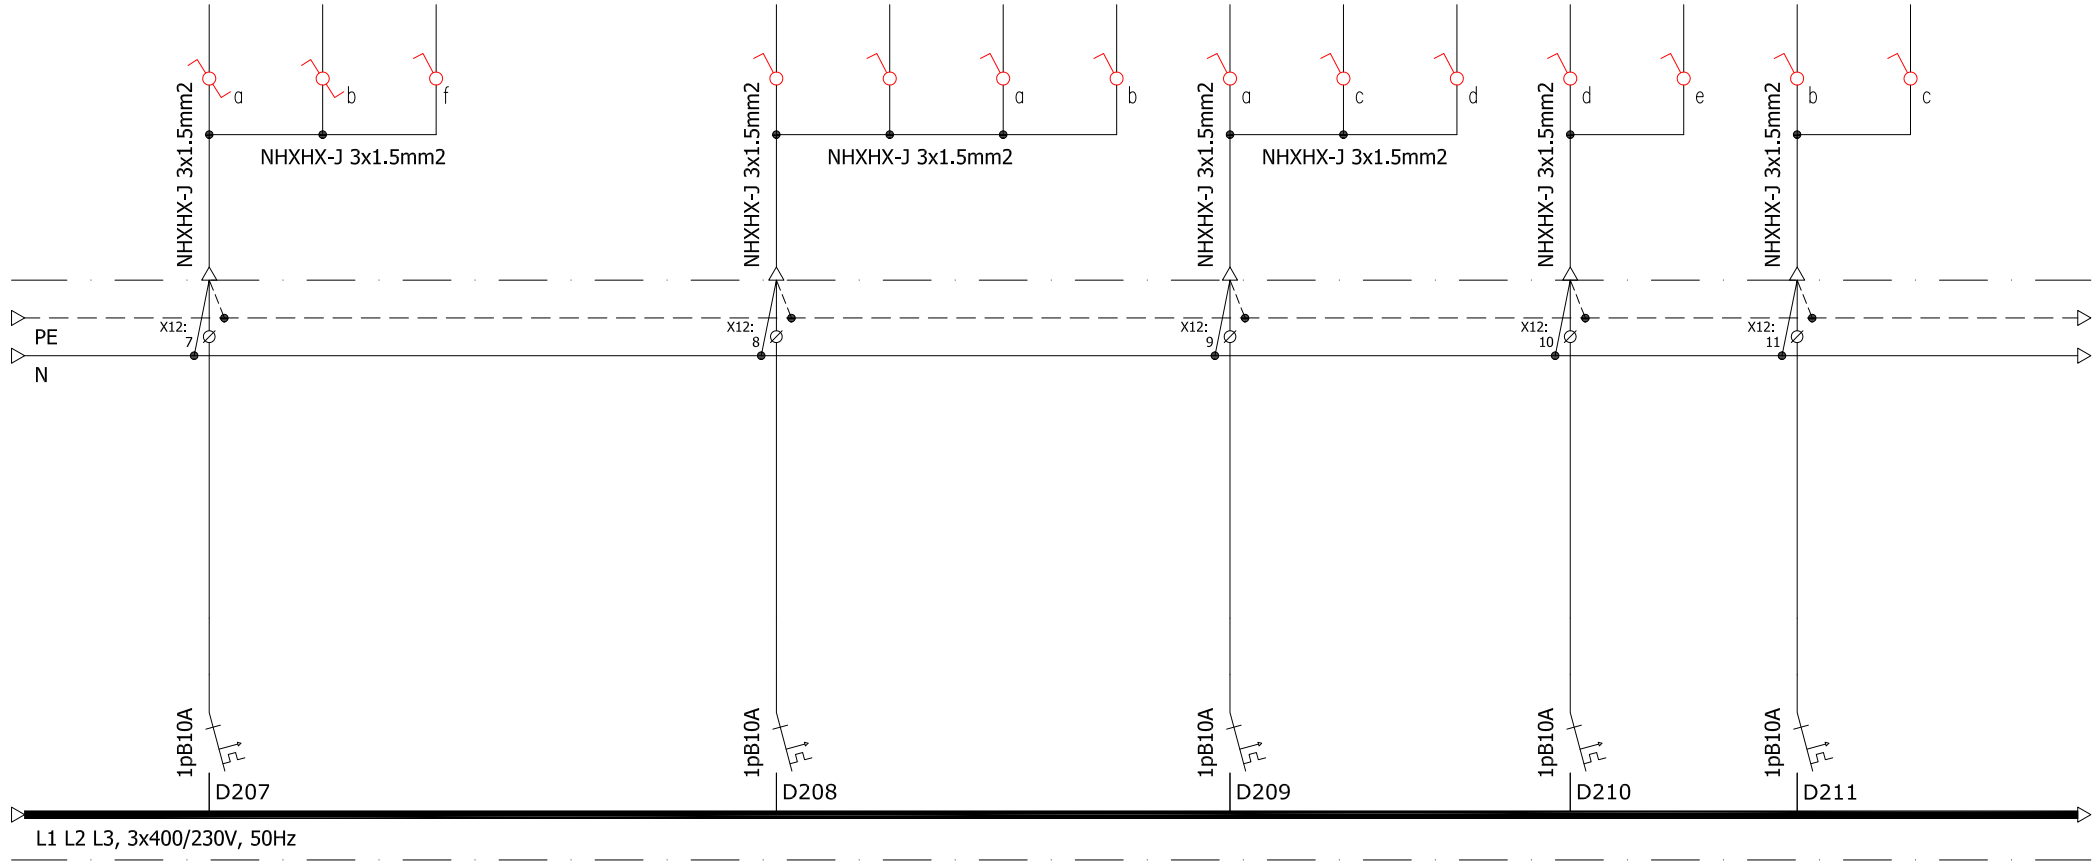 a b f a b a c d d e b c
NHXHX-J 3x1.5mm2
NHXHX-J 3x1.5mm2
NHXHX-J 3x1.5mm2
NHXHX-J 3x1.5mm2
NHXHX-J 3x1.5mm2
NHXHX-J 3x1.5mm2
NHXHX-J 3x1.5mm2
NHXHX-J 3x1.5mm2
PE
X12:
7
X12:
8
X12:
9
X12:
10
X12:
11
N
1pB10A
1pB10A
1pB10A
1pB10A
1pB10A
D207
D208
D209
D210
D211
L1 L2 L3, 3x400/230V, 50Hz